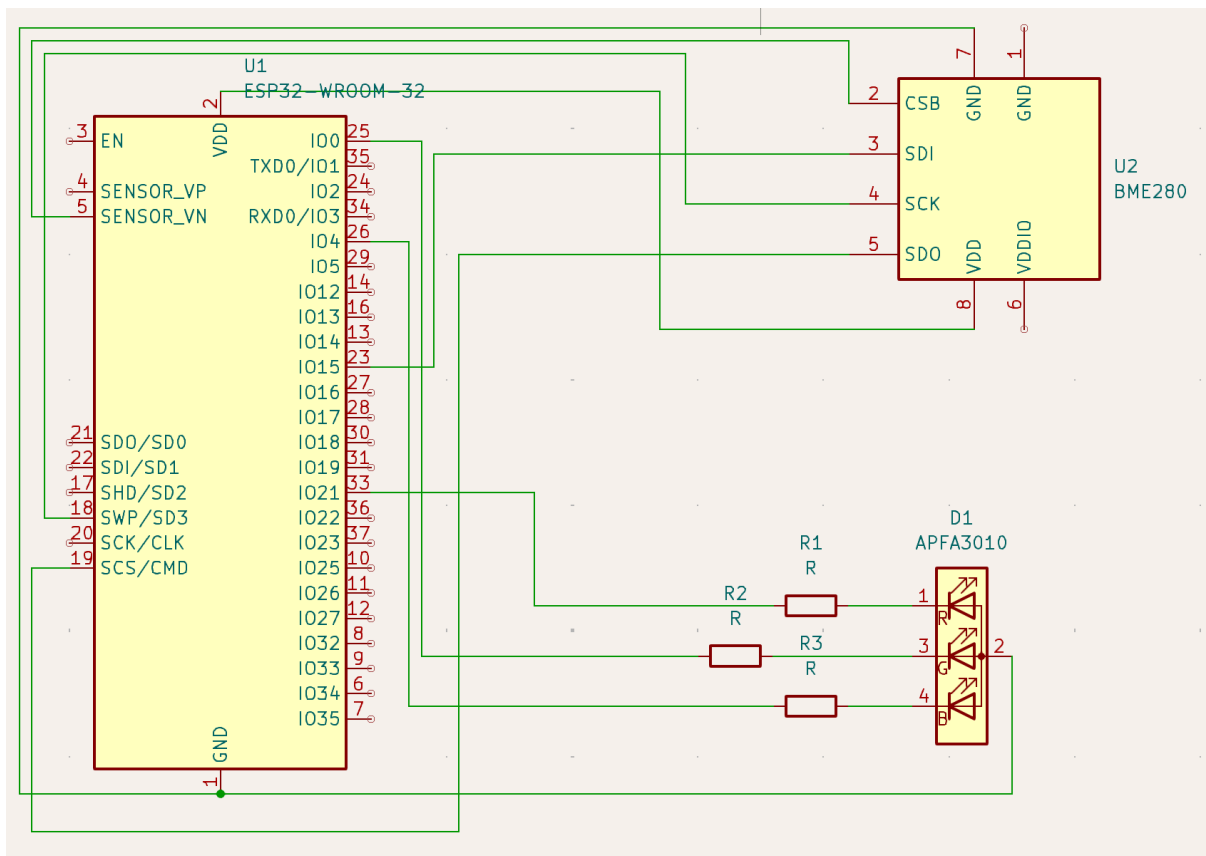 U1
ESP32-WROOM-32
2
VDD
3 EN
4 SENSOR_VP
5 SENSOR_VN
21 SDO/SD0
22 SDI/SD1
17 SHD/SD2
18 SWP/SD3
20 SCK/CLK
19 SCS/CMD
IO0 25
TXD0/IO1 35
IO2 24
RXD0/IO3 34
IO4 26
IO5 29
IO12 14
IO13 16
IO14 13
IO15 23
IO16 27
IO17 28
IO18 30
IO19 31
IO21 33
IO22 36
IO23 37
IO25 10
IO26 11
IO27 12
IO32 8
IO33 9
IO34 6
IO35 7
GND
1
7 GND
1 GND
2 CSB
3 SDI
4 SCK
5 SDO
VDD 8
VDDIO 6
U2
BME280
R1
R
R2
R
R3
R
D1
APFA3010
1 R
3 G
4 B
2